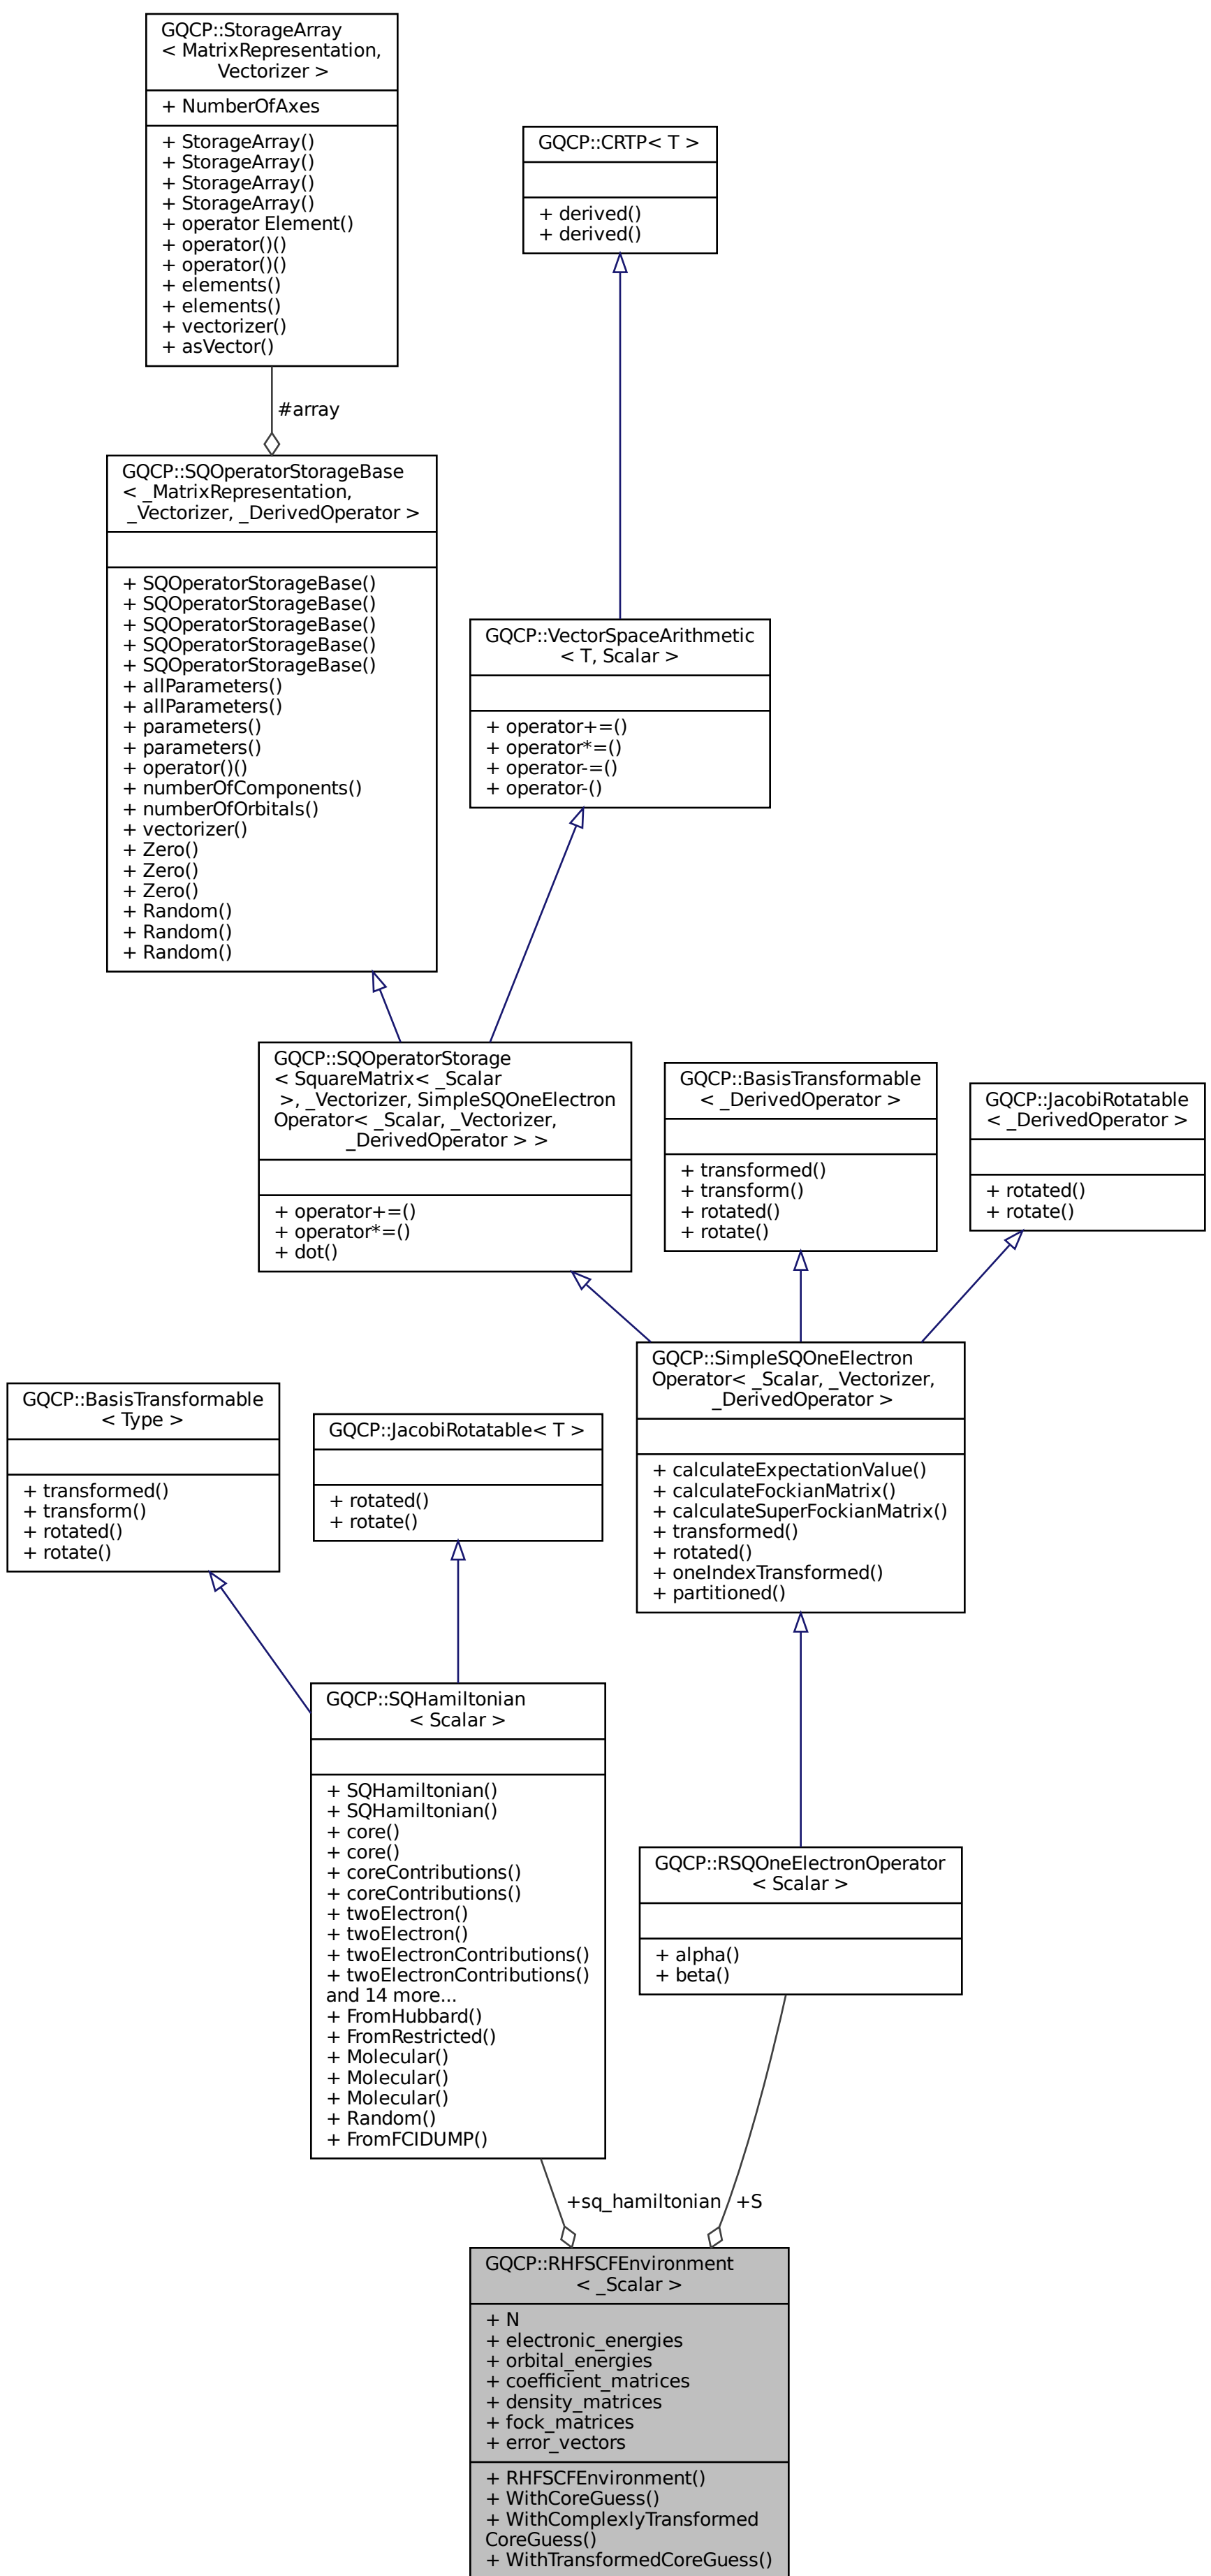 GQCP::StorageArray
< MatrixRepresentation,
Vectorizer >
+ NumberOfAxes
+ StorageArray()
+ StorageArray()
+ StorageArray()
+ StorageArray()
+ operator Element()
+ operator()()
+ operator()()
+ elements()
+ elements()
+ vectorizer()
+ asVector()
GQCP::CRTP< T >
+ derived()
+ derived()
#array
GQCP::SQOperatorStorageBase
< _MatrixRepresentation,
_Vectorizer, _DerivedOperator >
+ SQOperatorStorageBase()
+ SQOperatorStorageBase()
+ SQOperatorStorageBase()
+ SQOperatorStorageBase()
+ SQOperatorStorageBase()
+ allParameters()
+ allParameters()
+ parameters()
+ parameters()
+ operator()()
+ numberOfComponents()
+ numberOfOrbitals()
+ vectorizer()
+ Zero()
+ Zero()
+ Zero()
+ Random()
+ Random()
+ Random()
GQCP::VectorSpaceArithmetic
< T, Scalar >
+ operator+=()
+ operator*=()
+ operator-=()
+ operator-()
GQCP::SQOperatorStorage
< SquareMatrix< _Scalar
>, _Vectorizer, SimpleSQOneElectron
Operator< _Scalar, _Vectorizer,
_DerivedOperator > >
+ operator+=()
+ operator*=()
+ dot()
GQCP::BasisTransformable
< _DerivedOperator >
+ transformed()
+ transform()
+ rotated()
+ rotate()
GQCP::JacobiRotatable
< _DerivedOperator >
+ rotated()
+ rotate()
GQCP::SimpleSQOneElectron
Operator< _Scalar, _Vectorizer,
_DerivedOperator >
+ calculateExpectationValue()
+ calculateFockianMatrix()
+ calculateSuperFockianMatrix()
+ transformed()
+ rotated()
+ oneIndexTransformed()
+ partitioned()
GQCP::BasisTransformable
< Type >
+ transformed()
+ transform()
+ rotated()
+ rotate()
GQCP::JacobiRotatable< T >
+ rotated()
+ rotate()
GQCP::SQHamiltonian
< Scalar >
+ SQHamiltonian()
+ SQHamiltonian()
+ core()
+ core()
+ coreContributions()
+ coreContributions()
+ twoElectron()
+ twoElectron()
+ twoElectronContributions()
+ twoElectronContributions()
and 14 more...
+ FromHubbard()
+ FromRestricted()
+ Molecular()
+ Molecular()
+ Molecular()
+ Random()
+ FromFCIDUMP()
GQCP::RSQOneElectronOperator
< Scalar >
+ alpha()
+ beta()
+sq_hamiltonian
+S
GQCP::RHFSCFEnvironment
< _Scalar >
+ N
+ electronic_energies
+ orbital_energies
+ coefficient_matrices
+ density_matrices
+ fock_matrices
+ error_vectors
+ RHFSCFEnvironment()
+ WithCoreGuess()
+ WithComplexlyTransformed
CoreGuess()
+ WithTransformedCoreGuess()